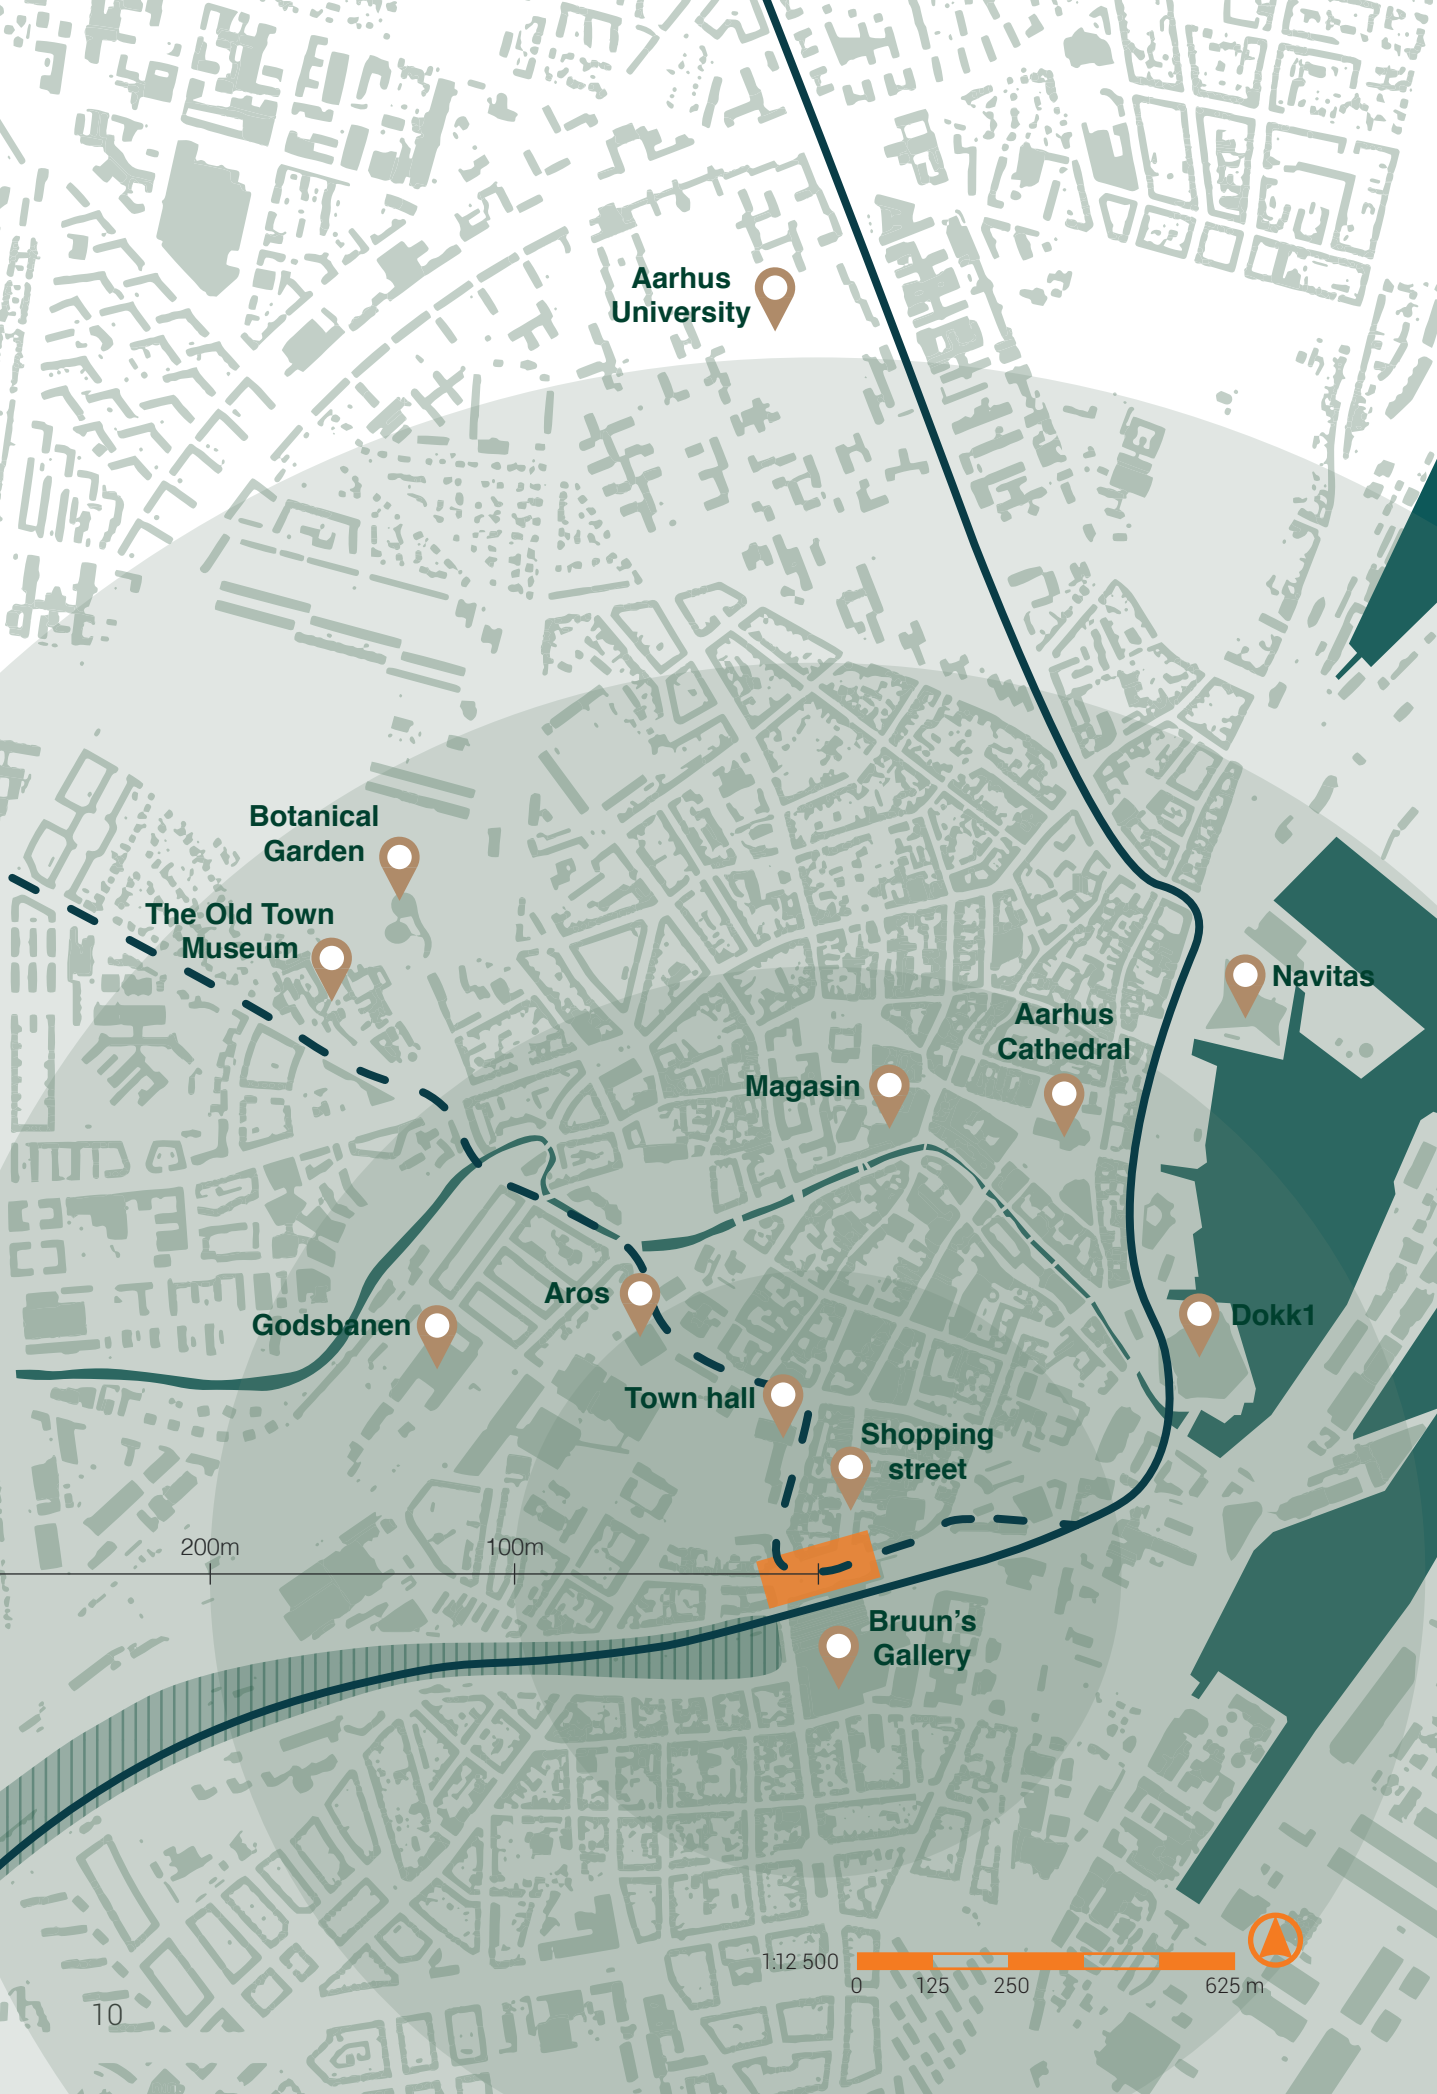 Aarhus
University
Botanical
Garden
The Old Town
Museum
Navitas
Aarhus
Cathedral
Magasin
Aros
Godsbanen
Dokk1
Town hall
Shopping
street
200m
100m
Bruun’s
Gallery
1:12 500
0
125
250
625 m
10